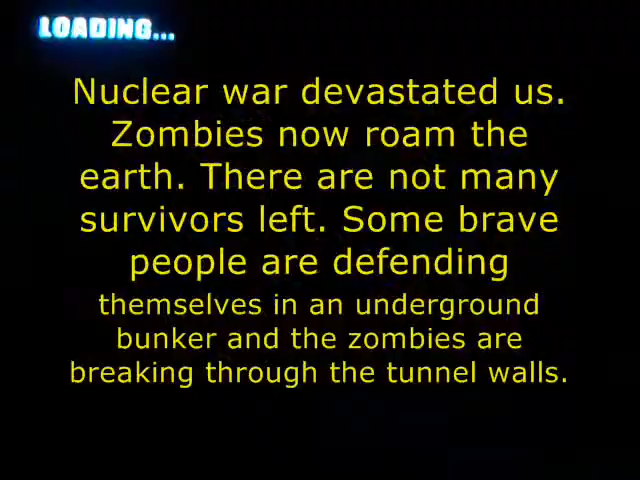 LOADING...
Nuclear war devastated us.
Zombies now roam the
earth. There are not many
survivors left. Some brave
people are defending
themselves in an underground
bunker and the zombies are
breaking through the tunnel walls.